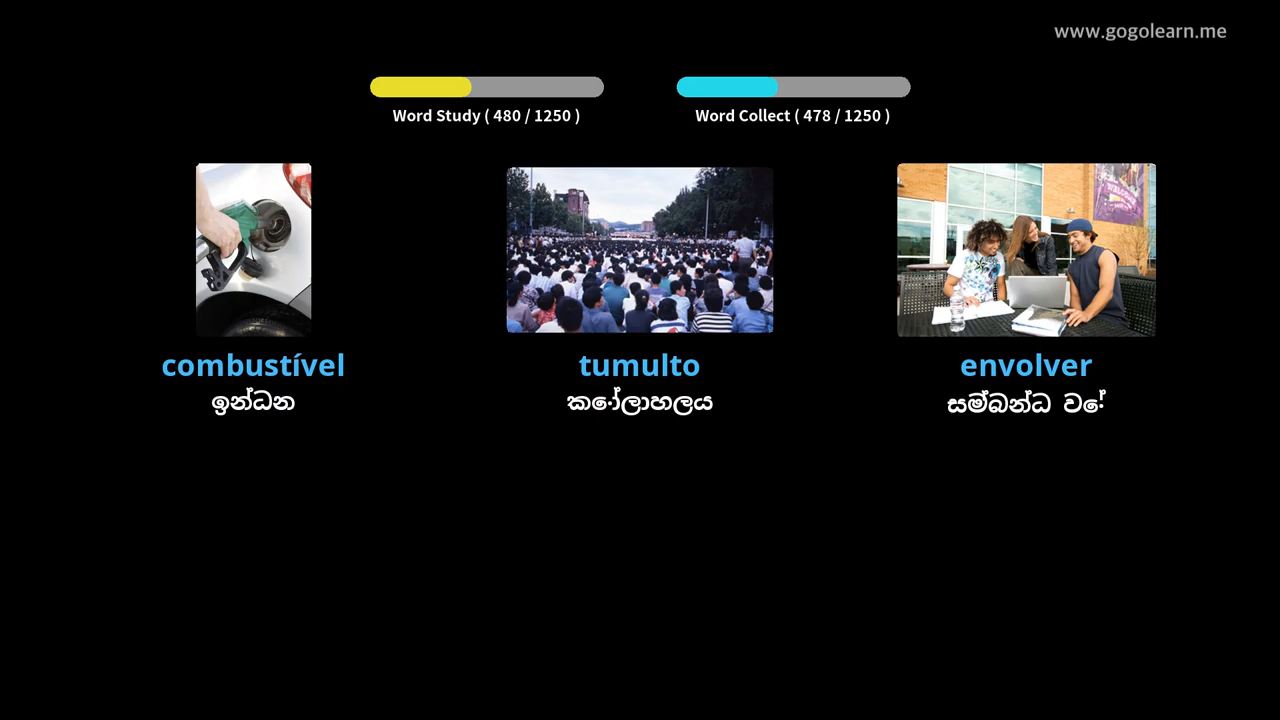 www.gogolearn.me
Word Study ( 480 / 1250 )
Word Collect ( 478 / 1250 )
combustível
tumulto
envolver
ඉන්ධන
කෝලාහලය
සම්බන්ධ වේ